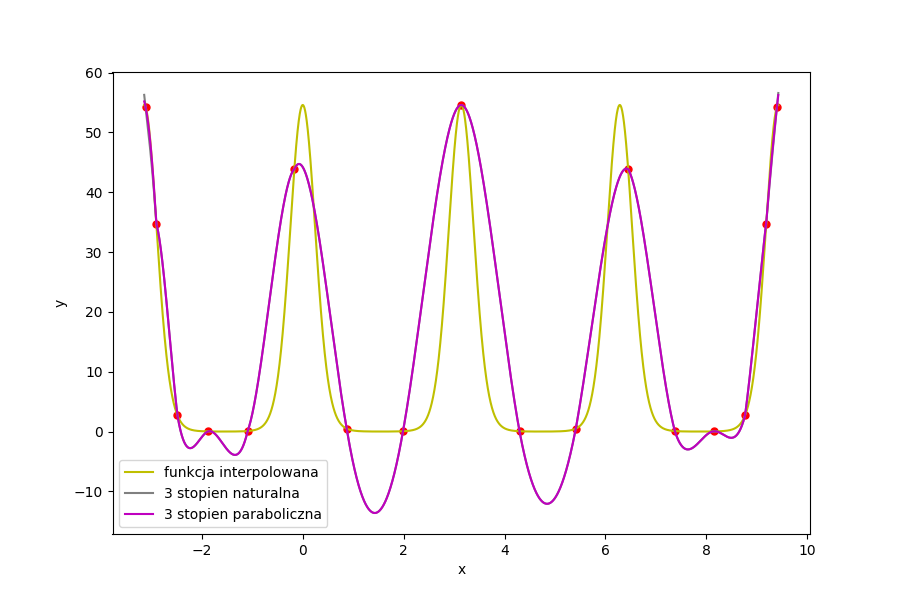 60
50
40
30
20
10
0
−10
y
funkcja interpolowana
3 stopien naturalna
3 stopien paraboliczna
−2 0 2 4 6 8 10
x